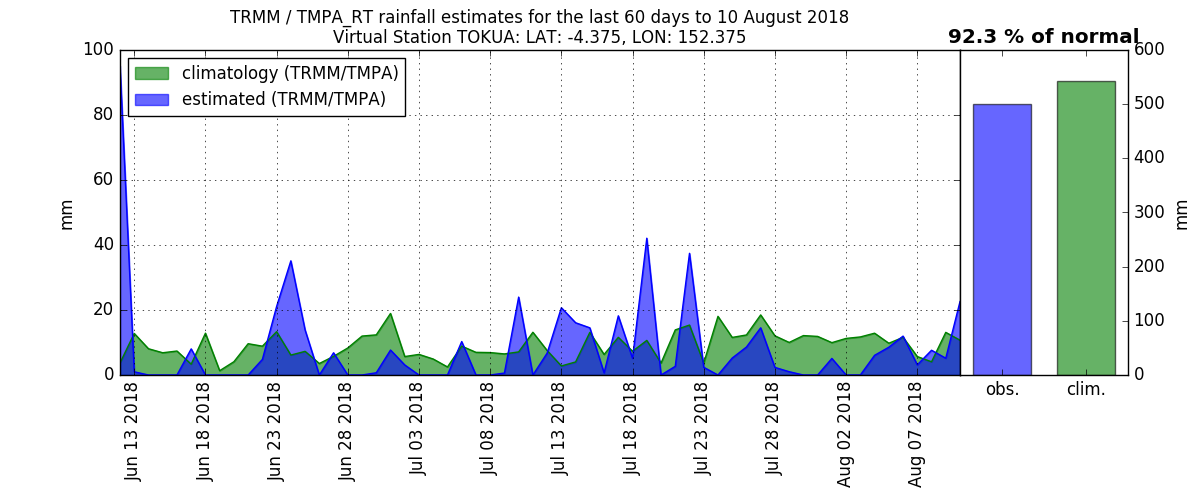 TRMM / TMPA_RT rainfall estimates for the last 60 days to 10 August 2018
Virtual Station TOKUA: LAT: -4.375, LON: 152.375
92.3 % of normal
climatology (TRMM/TMPA)
estimated (TRMM/TMPA)
100
80
60
40
20
0
mm
Jun 13 2018
Jun 18 2018
Jun 23 2018
Jun 28 2018
Jul 03 2018
Jul 08 2018
Jul 13 2018
Jul 18 2018
Jul 23 2018
Jul 28 2018
Aug 02 2018
Aug 07 2018
600
500
400
300
200
100
0
mm
obs.
clim.